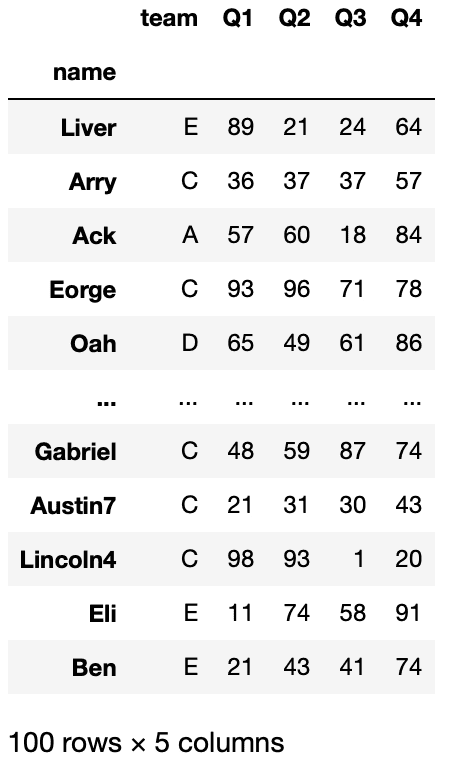 team Q1 Q2 Q3 Q4
name
Liver E 89 21 24 64
Arry C 36 37 37 57
Ack A 57 60 18 84
Eorge C 93 96 71 78
Oah D 65 49 61 86
... ... ... ... ... ...
Gabriel C 48 59 87 74
Austin7 C 21 31 30 43
Lincoln4 C 98 93 1 20
Eli E 11 74 58 91
Ben E 21 43 41 74
100 rows × 5 columns